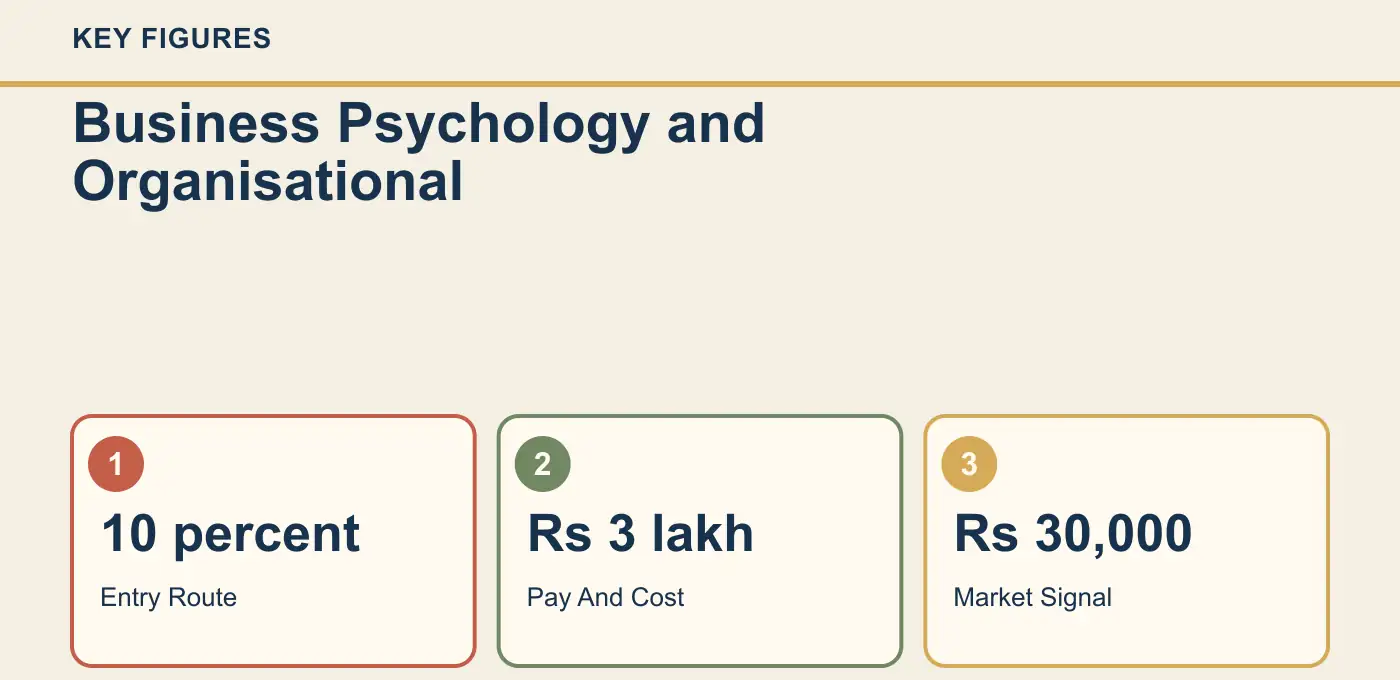 KEY FIGURES
Business Psychology and
Organisational
1
10 percent
Entry Route
2
Rs 3 lakh
Pay And Cost
3
Rs 30,000
Market Signal